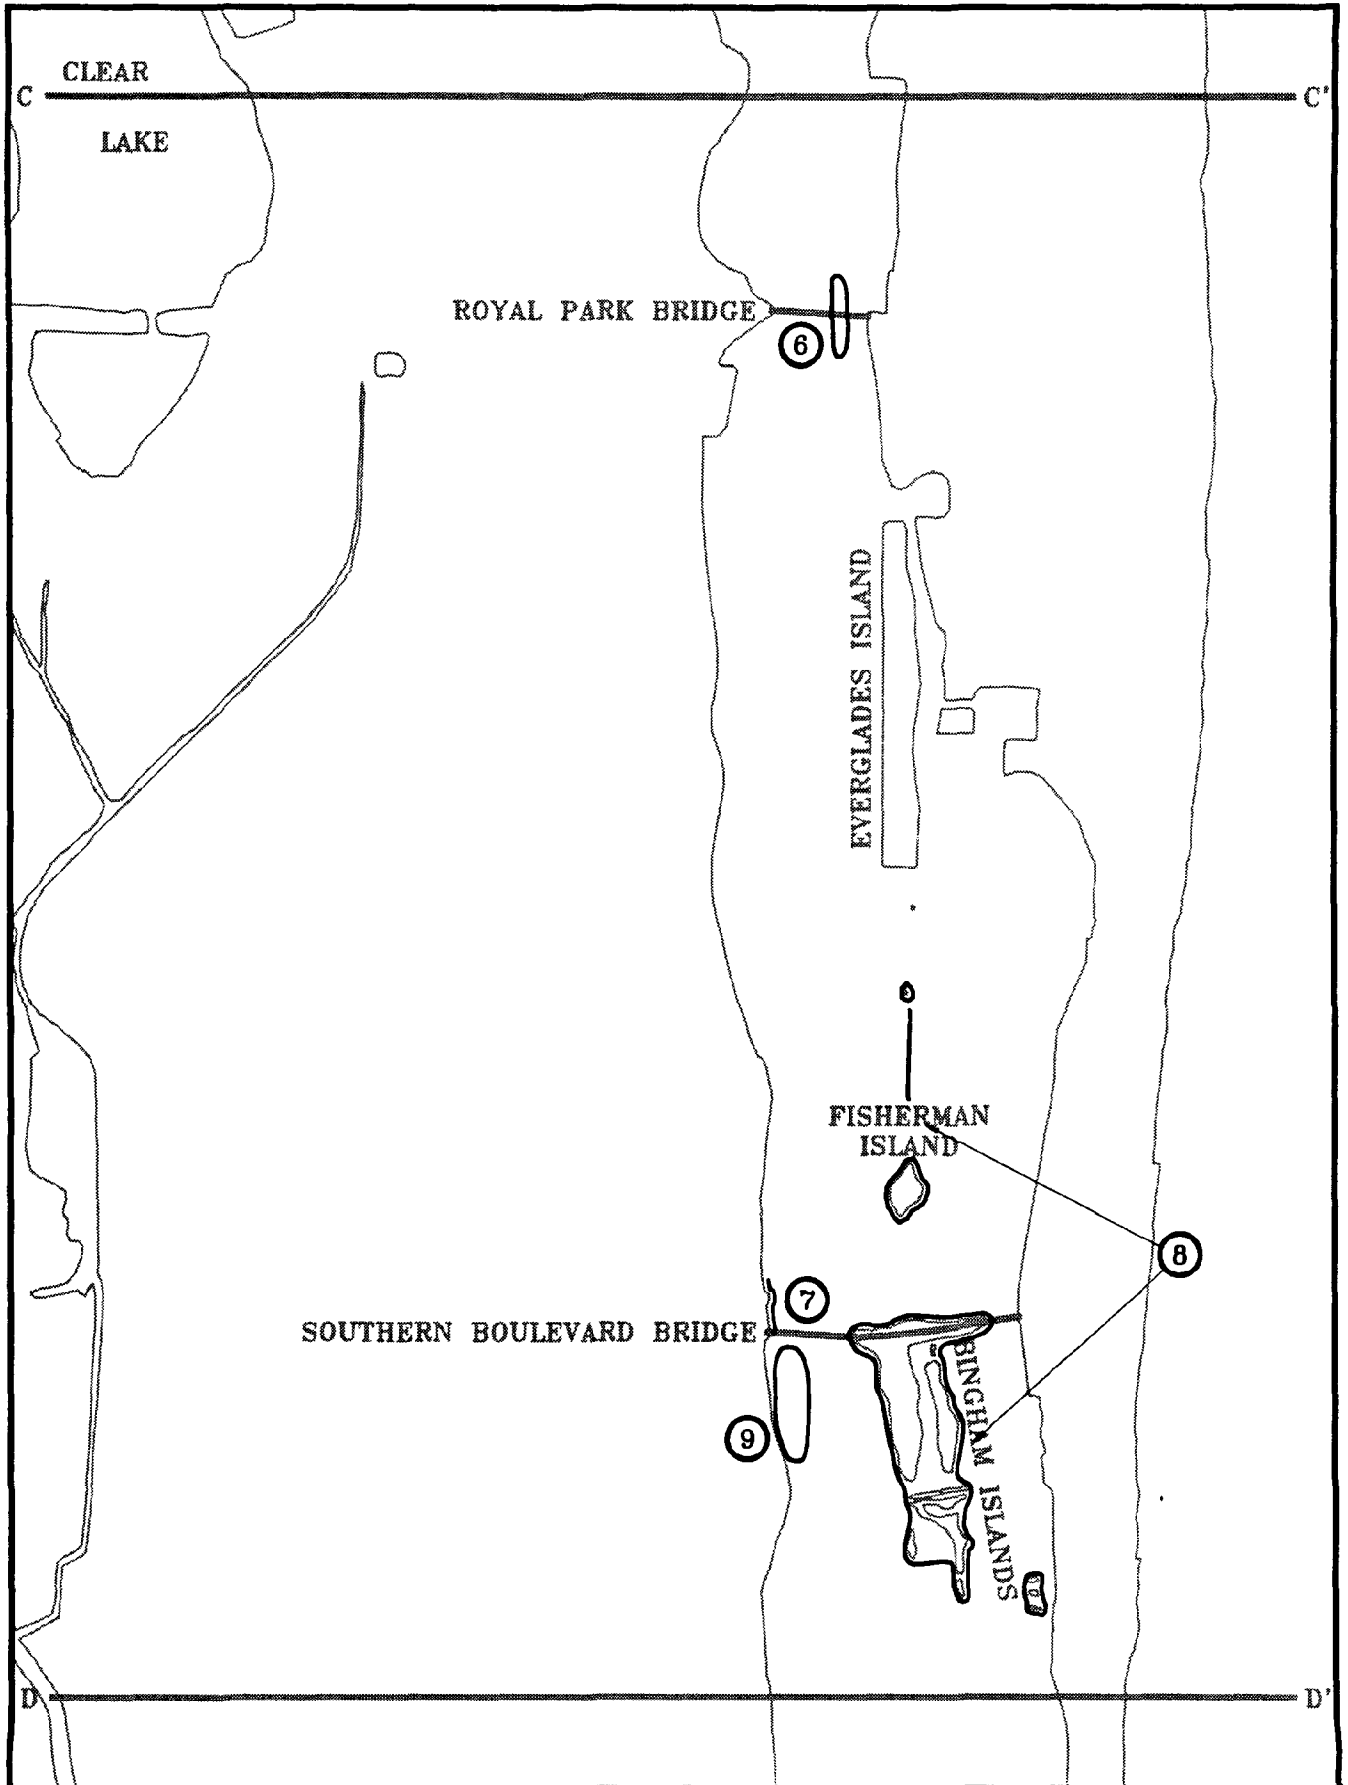 CLEAR
C C'
LAKE
ROYAL PARK BRIDGE
6
EVERGLADES ISLAND
FISHERMAN
ISLAND
8
7
SOUTHERN BOULEVARD BRIDGE
BINGHAM ISLANDS
9
D D'